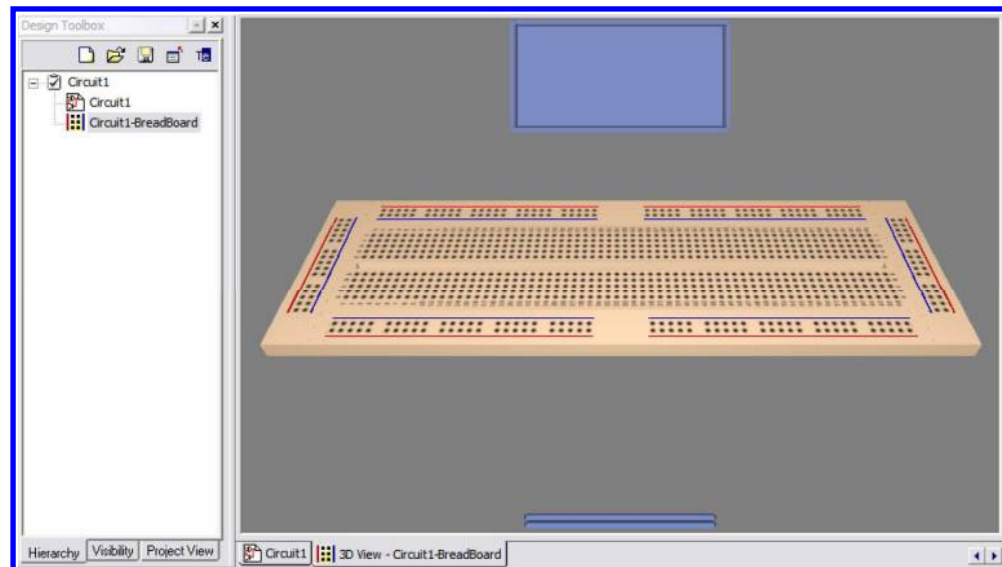 Design Toolbox
Circuit1
Circuit1
Circuit1-BreadBoard
Hierarchy Visibility Project View
Circuit1 3D View - Circuit1-BreadBoard